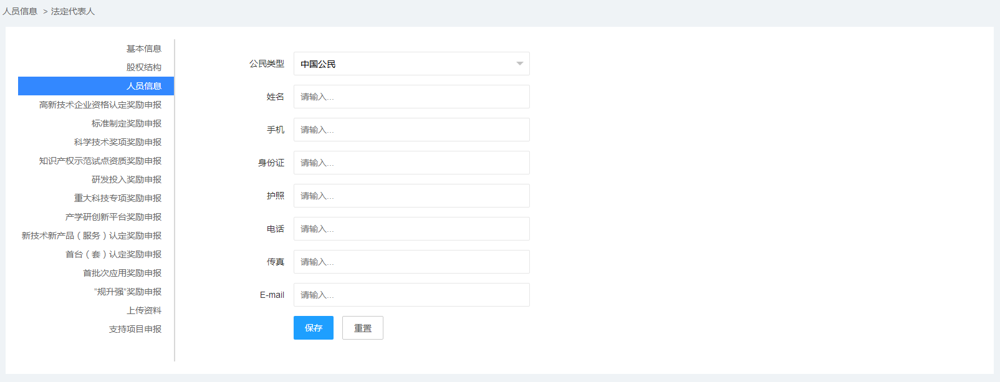 人员信息 > 法定代表人
基本信息
股权结构
人员信息
高新技术企业资格认定奖励申报
标准制定奖励申报
科学技术奖项奖励申报
知识产权示范试点资质奖励申报
研发投入奖励申报
重大科技专项奖励申报
产学研创新平台奖励申报
新技术新产品（服务）认定奖励申报
首台（套）认定奖励申报
首批次应用奖励申报
”规升强”奖励申报
上传资料
支持项目申报
公民类型 中国公民
姓名 请输入...
手机 请输入...
身份证 请输入...
护照 请输入...
电话 请输入...
传真 请输入...
E-mail 请输入...
保存 重置